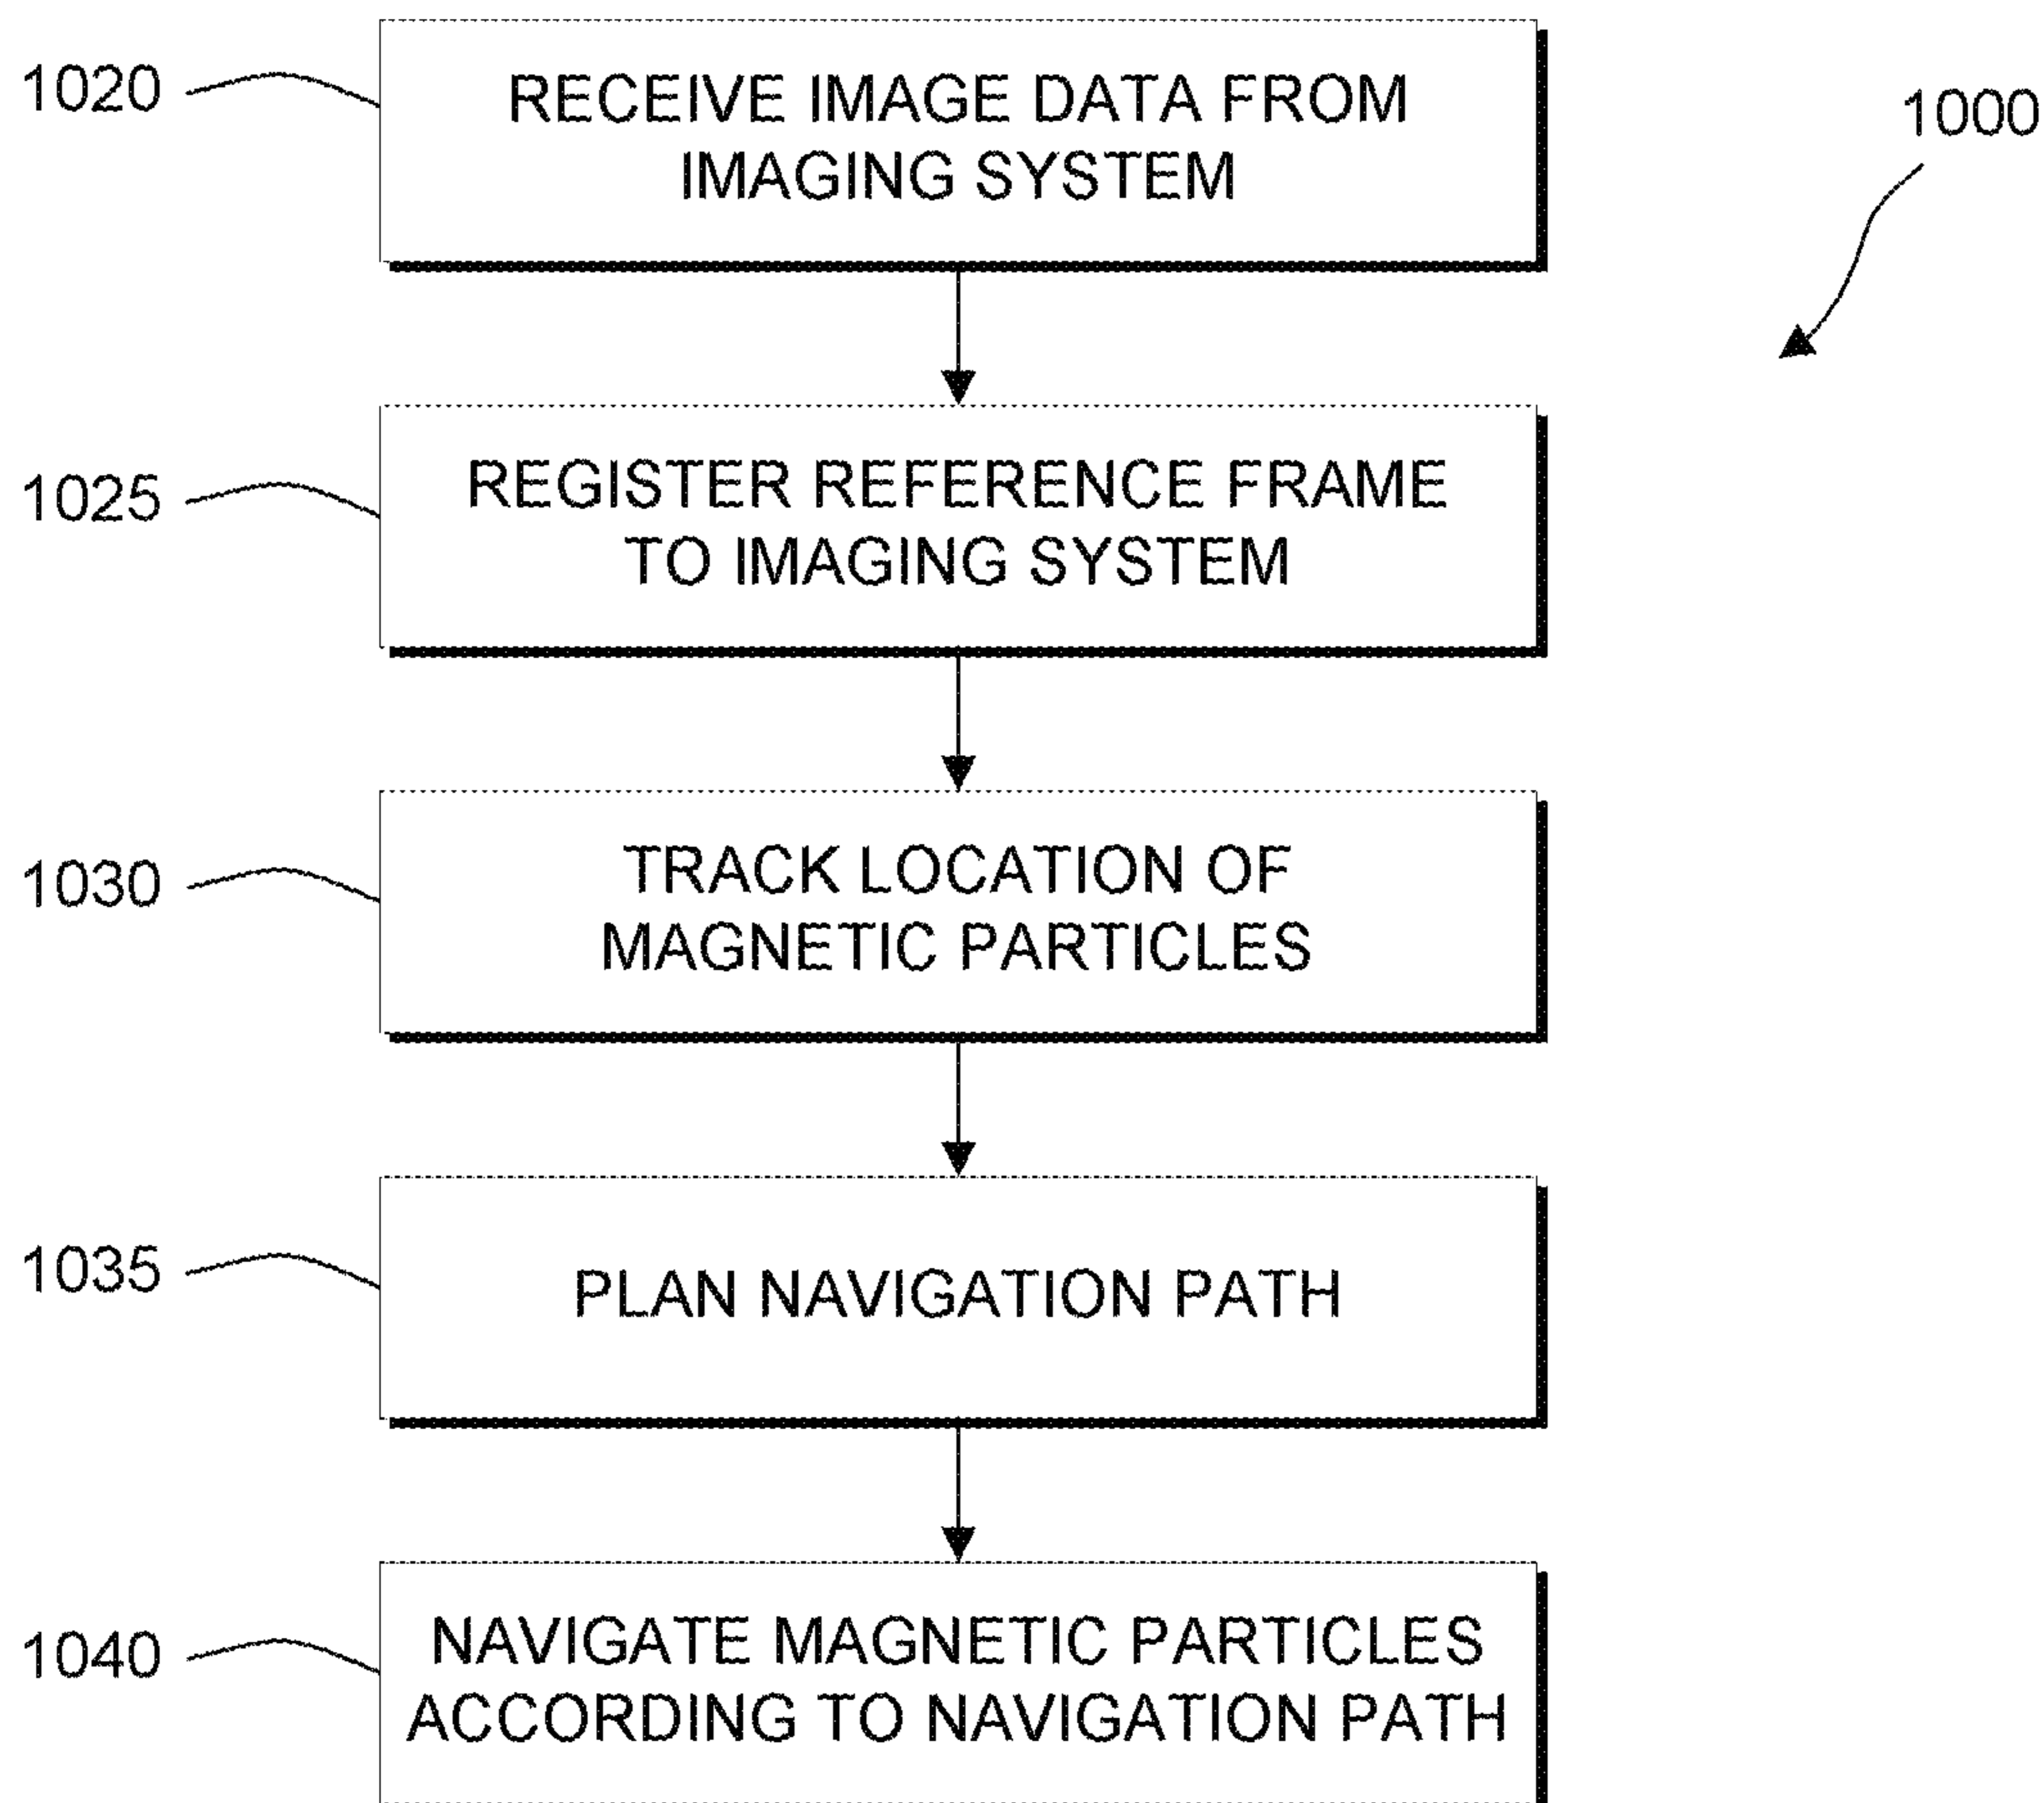 1020
RECEIVE IMAGE DATA FROM
IMAGING SYSTEM
1000
1025
REGISTER REFERENCE FRAME
TO IMAGING SYSTEM
1030
TRACK LOCATION OF
MAGNETIC PARTICLES
1035
PLAN NAVIGATION PATH
1040
NAVIGATE MAGNETIC PARTICLES
ACCORDING TO NAVIGATION PATH